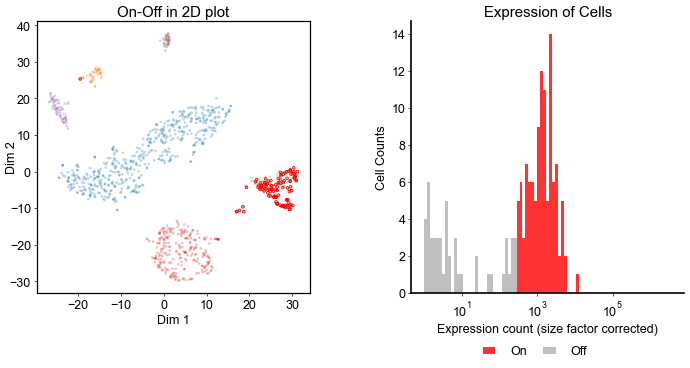 On-Off in 2D plot
40
30
20
10
0
−10
−20
−30
Dim 2
−20 −10 0 10 20 30
Dim 1
Expression of Cells
14
12
10
8
6
4
2
0
Cell Counts
10^1 10^3 10^5
Expression count (size factor corrected)
On Off